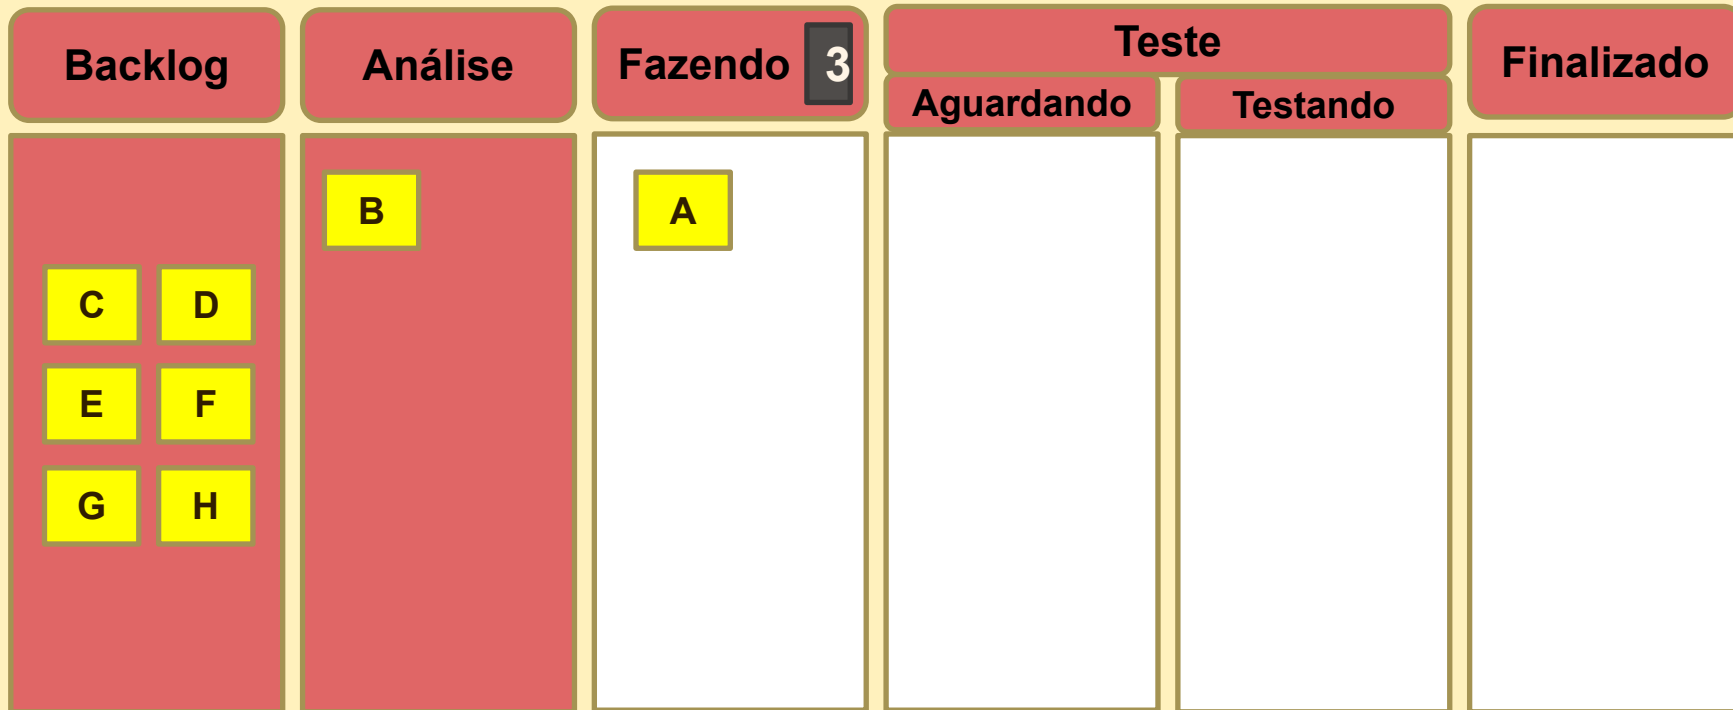 Backlog
Análise
Fazendo 3
Teste
Aguardando
Testando
Finalizado
B
A
C D
E F
G H